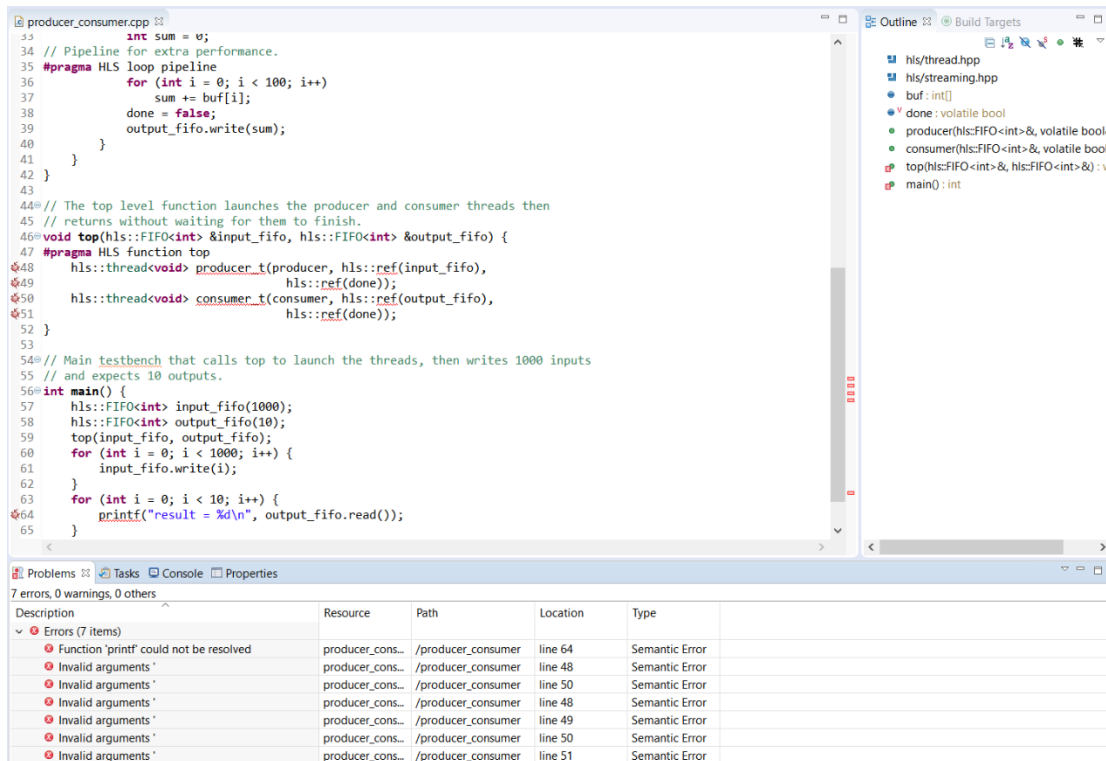 producer_consumer.cpp
33 int sum = 0;
34 // Pipeline for extra performance.
35 #pragma HLS loop pipeline
36 for (int i = 0; i < 100; i++)
37 sum += buf[i];
38 done = false;
39 output_fifo.write(sum);
40 }
41 }
42 }
43
44 // The top level function launches the producer and consumer threads then
45 // returns without waiting for them to finish.
46 void top(hls::FIFO<int> &input_fifo, hls::FIFO<int> &output_fifo) {
47 #pragma HLS function top
48 hls::thread<void> producer_t(producer, hls::ref(input_fifo),
49 hls::ref(done));
50 hls::thread<void> consumer_t(consumer, hls::ref(output_fifo),
51 hls::ref(done));
52 }
53
54 // Main testbench that calls top to launch the threads, then writes 1000 inputs
55 // and expects 10 outputs.
56 int main() {
57 hls::FIFO<int> input_fifo(1000);
58 hls::FIFO<int> output_fifo(10);
59 top(input_fifo, output_fifo);
60 for (int i = 0; i < 1000; i++) {
61 input_fifo.write(i);
62 }
63 for (int i = 0; i < 10; i++) {
64 printf("result = %d\n", output_fifo.read());
65 }
Outline Build Targets
hls/thread.hpp
hls/streaming.hpp
buf : int[]
done : volatile bool
producer(hls::FIFO<int>&, volatile bool
consumer(hls::FIFO<int>&, volatile bool
top(hls::FIFO<int>&, hls::FIFO<int>&) : v
main() : int
Problems Tasks Console Properties
7 errors, 0 warnings, 0 others
Description Resource Path Location Type
Errors (7 items)
Function 'printf' could not be resolved producer_cons... /producer_consumer line 64 Semantic Error
Invalid arguments ' producer_cons... /producer_consumer line 48 Semantic Error
Invalid arguments ' producer_cons... /producer_consumer line 50 Semantic Error
Invalid arguments ' producer_cons... /producer_consumer line 48 Semantic Error
Invalid arguments ' producer_cons... /producer_consumer line 49 Semantic Error
Invalid arguments ' producer_cons... /producer_consumer line 50 Semantic Error
Invalid arguments ' producer_cons... /producer_consumer line 51 Semantic Error